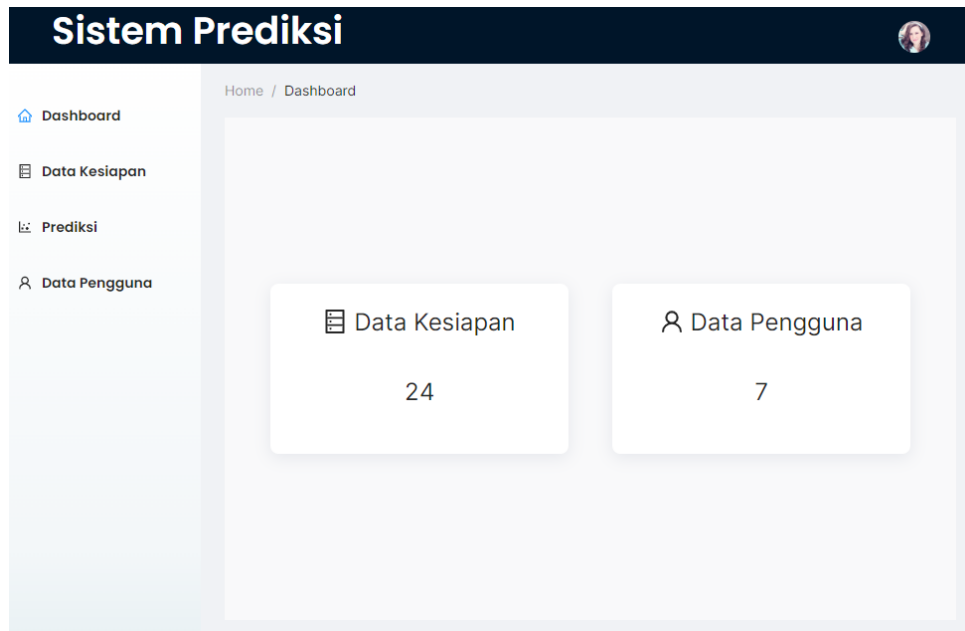 Sistem Prediksi
Home / Dashboard
Dashboard
Data Kesiapan
Prediksi
Data Pengguna
Data Kesiapan
24
Data Pengguna
7